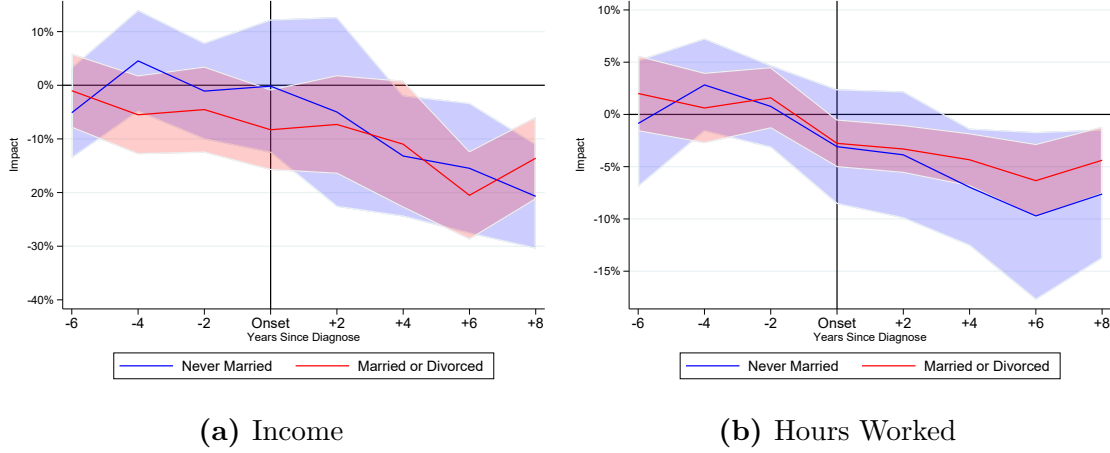 10%
0%
-10%
20%
-30%
-40%
Impact
-6
-4
-2
Onset
+2
+4
+6
+8
Years Since Diagnose
Never Married
Married or Divorced
(a) Income
10%
5%
0%
-5%
-10%
-15%
Impact
-6
-4
-2
Onset
+2
+4
+6
+8
Years Since Diagnose
Never Married
Married or Divorced
(b) Hours Worked